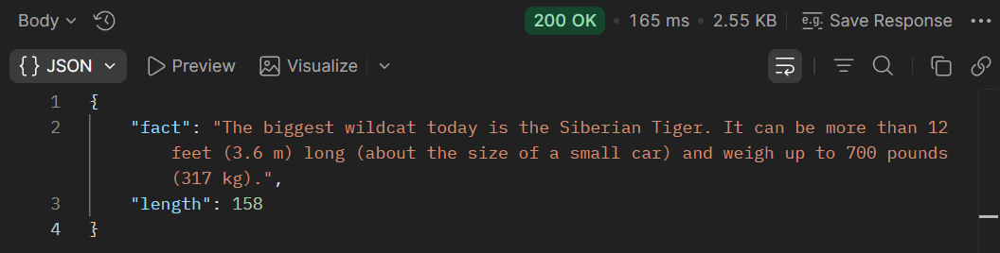 Body 200 OK • 165 ms • 2.55 KB e.g. Save Response •••
{} JSON Preview Visualize
1 {
2 "fact": "The biggest wildcat today is the Siberian Tiger. It can be more than 12
feet (3.6 m) long (about the size of a small car) and weigh up to 700 pounds
(317 kg).",
3 "length": 158
4 }